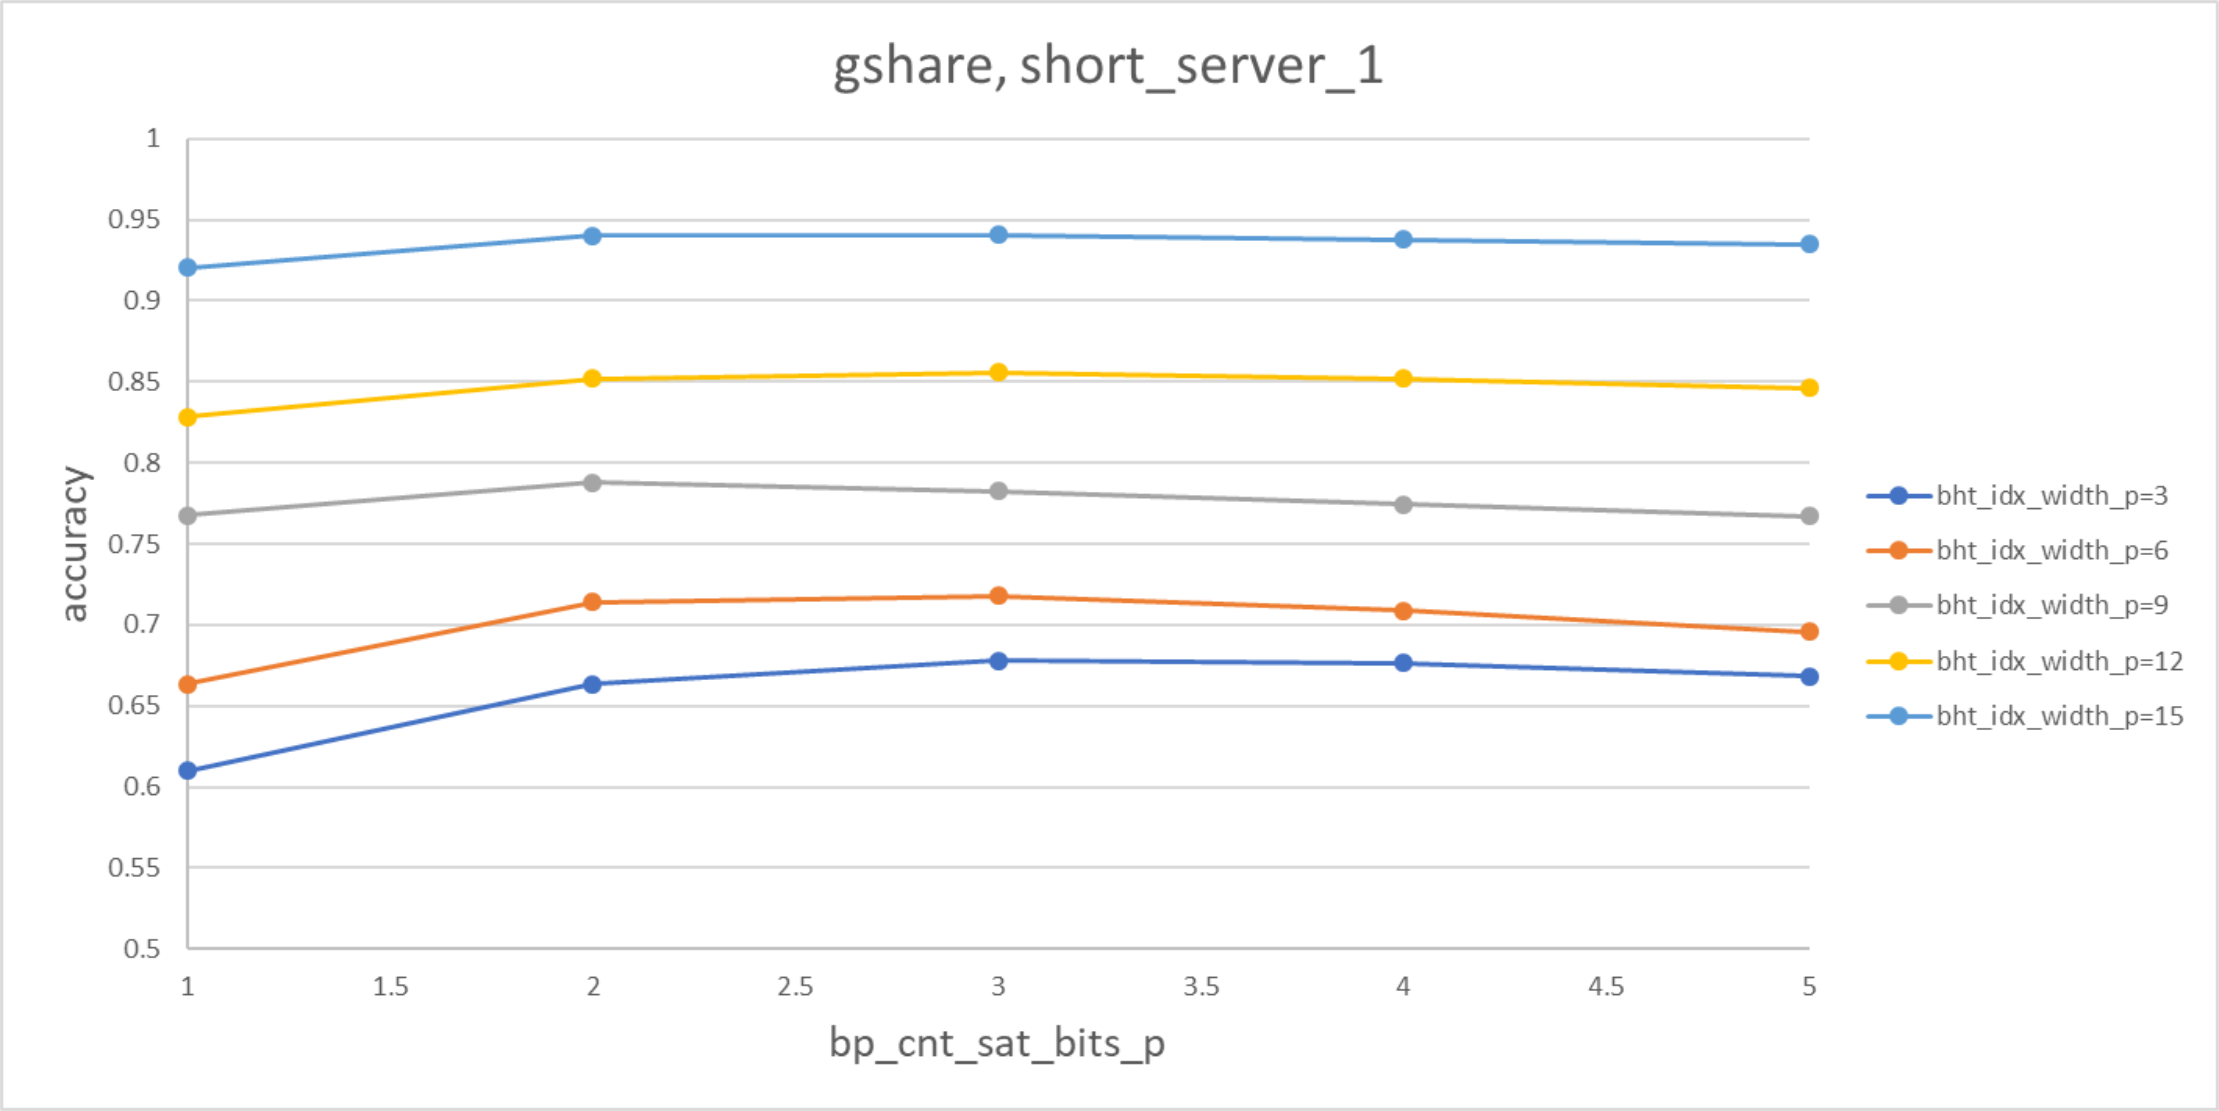 gshare, short_server_1
1
0.95
0.9
0.85
0.8
0.75
0.7
0.65
0.6
0.55
0.5
accuracy
1 1.5 2 2.5 3 3.5 4 4.5 5
bp_cnt_sat_bits_p
bht_idx_width_p=3
bht_idx_width_p=6
bht_idx_width_p=9
bht_idx_width_p=12
bht_idx_width_p=15